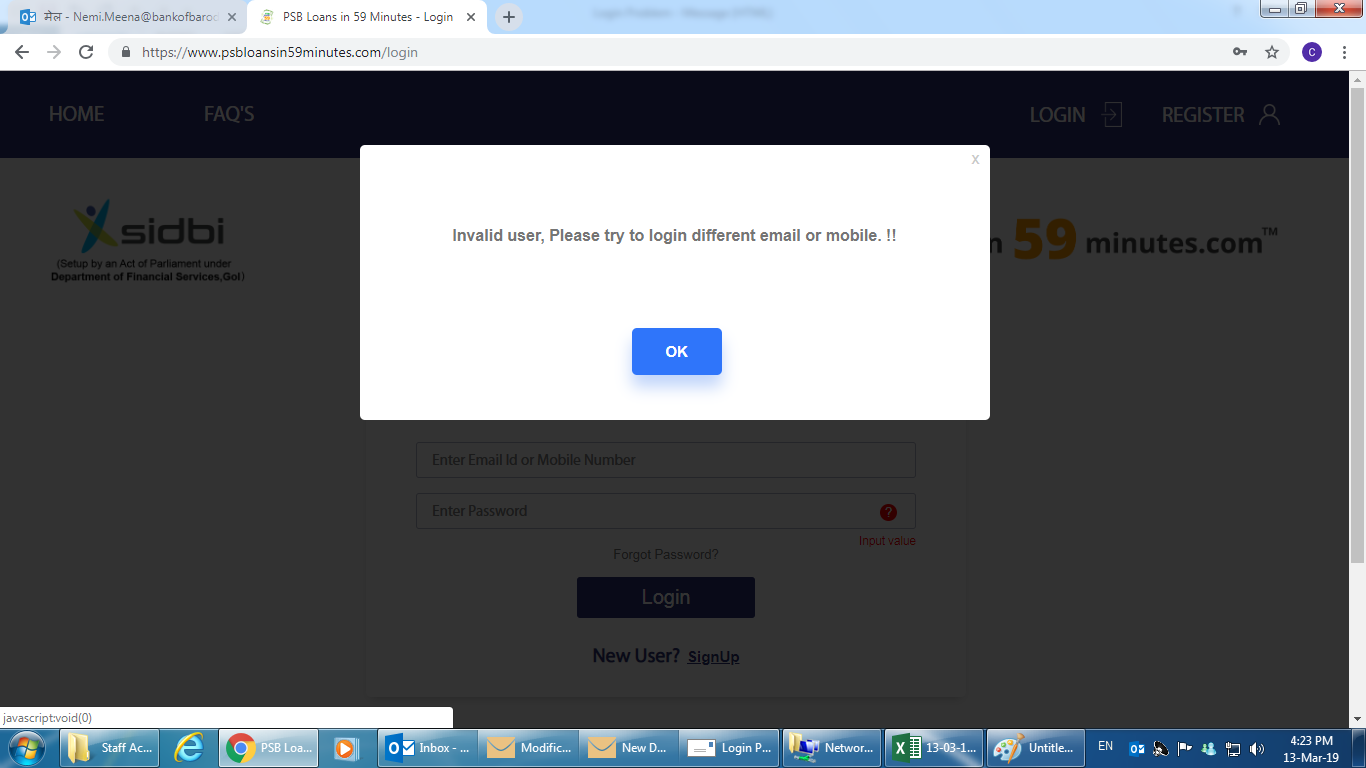 मेल - Nemi.Meena@bankofbarod
PSB Loans in 59 Minutes - Login
Login Problem - Message (HTML)
https://www.psbloansin59minutes.com/login
C
HOME
FAQ'S
LOGIN
REGISTER
x
sidbi
(Setup by an Act of Parliament under
Department of Financial Services,GoI)
Invalid user, Please try to login different email or mobile. !!
n 59 minutes.com™
OK
Enter Email Id or Mobile Number
Enter Password
?
Input value
Forgot Password?
Login
New User? SignUp
javascript:void(0)
Staff Ac...
PSB Loa...
Inbox - ...
Modific...
New D...
Login P...
Networ...
13-03-1...
Untitle...
EN
4:23 PM
13-Mar-19